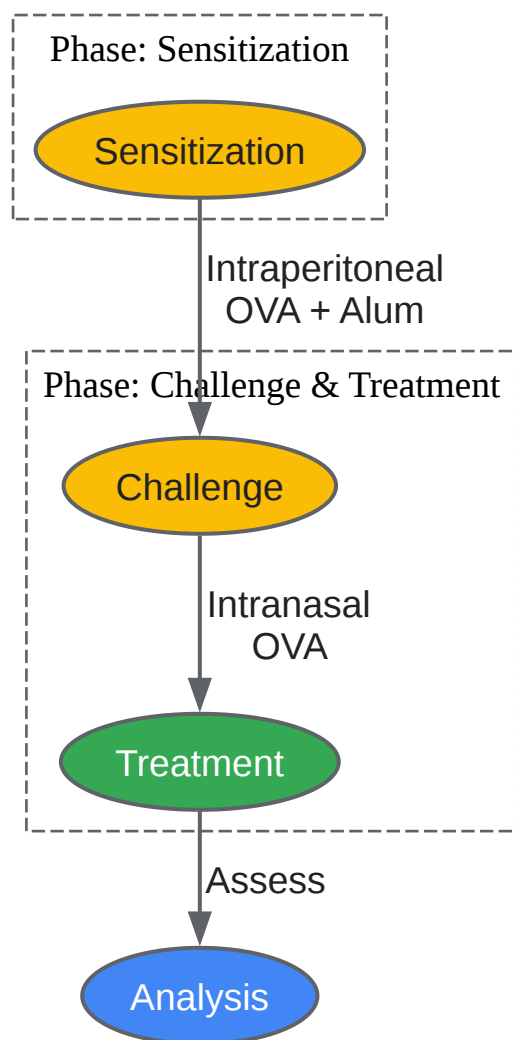 Phase: Sensitization
Sensitization
Intraperitoneal
OVA + Alum
Phase: Challenge & Treatment
Challenge
Intranasal
OVA
Treatment
Assess
Analysis